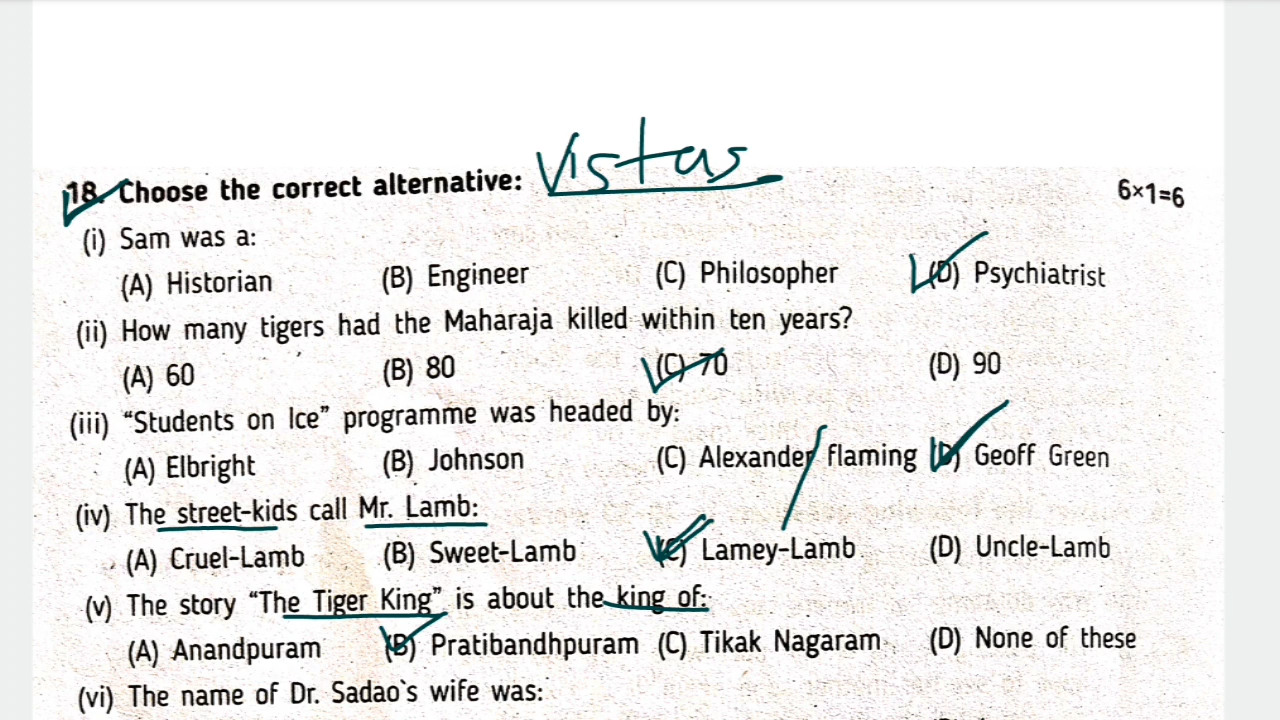 Vistas
18. Choose the correct alternative: 6×1=6
(i) Sam was a:
(A) Historian (B) Engineer (C) Philosopher (D) Psychiatrist
(ii) How many tigers had the Maharaja killed within ten years?
(A) 60 (B) 80 (C) 70 (D) 90
(iii) “Students on Ice” programme was headed by:
(A) Elbright (B) Johnson (C) Alexander flaming (D) Geoff Green
(iv) The street-kids call Mr. Lamb:
(A) Cruel-Lamb (B) Sweet-Lamb (C) Lamey-Lamb (D) Uncle-Lamb
(v) The story “The Tiger King” is about the king of:
(A) Anandpuram (B) Pratibandhpuram (C) Tikak Nagaram (D) None of these
(vi) The name of Dr. Sadao`s wife was: